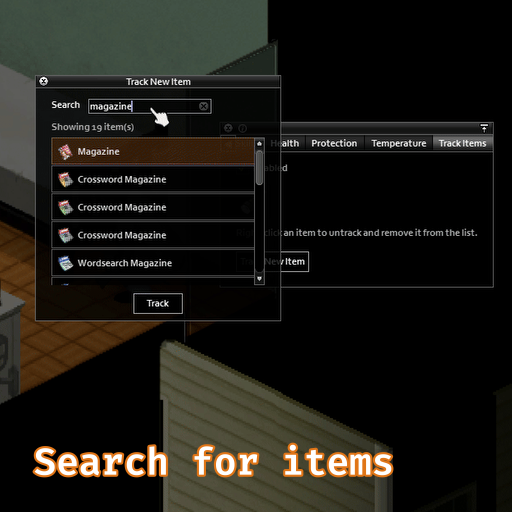 Track New Item
Search magazine
Showing 19 item(s)
Magazine
Crossword Magazine
Crossword Magazine
Crossword Magazine
Wordsearch Magazine
Track
Health Protection Temperature Track Items
an item to untrack and remove it from the list.
New Item
Search for items